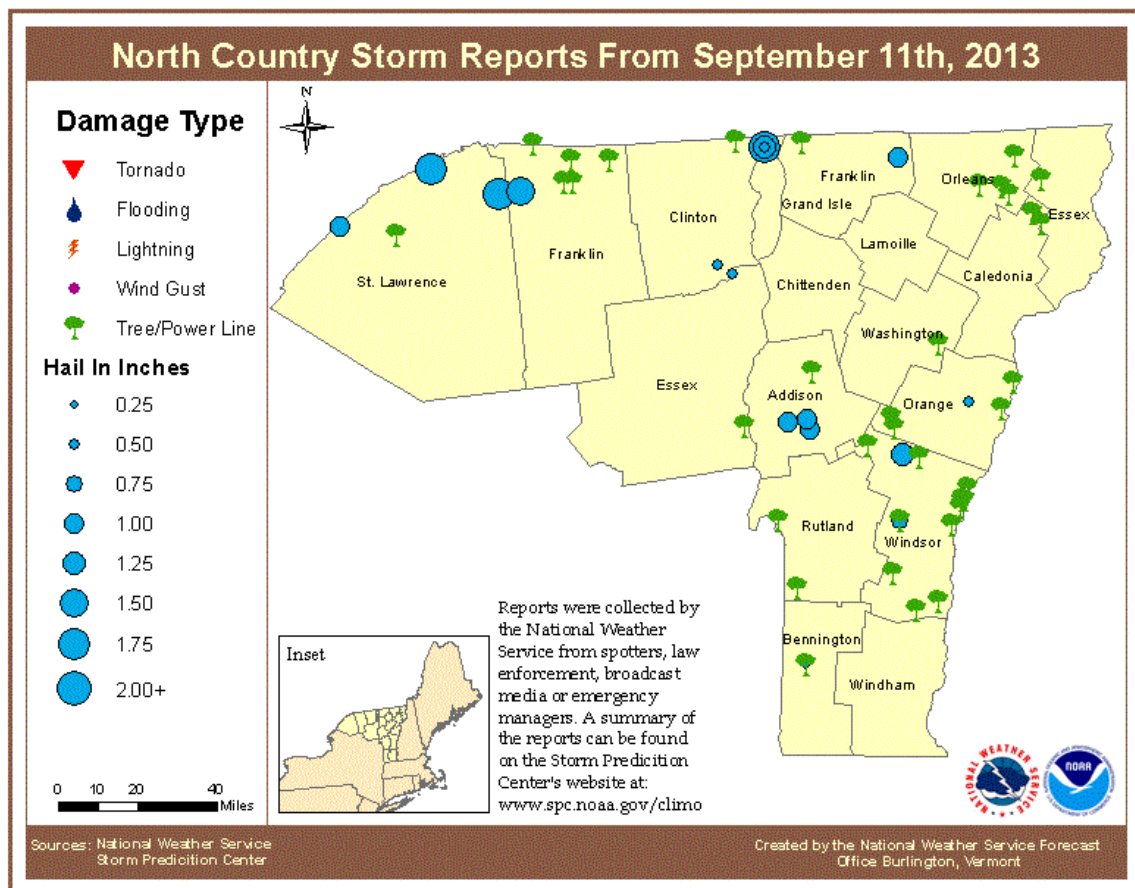 North Country Storm Reports From September 11th, 2013
Damage Type
Tornado
Flooding
Lightning
Wind Gust
Tree/Power Line
Hail In Inches
0.25
0.50
0.75
1.00
1.25
1.50
1.75
2.00+
0 10 20 40
Miles
N
St. Lawrence
Franklin
Clinton
Essex
Franklin
Grand Isle
Orleans
Essex
Lamoille
Caledonia
Chittenden
Washington
Addison
Orange
Rutland
Windsor
Bennington
Windham
Inset
Reports were collected by
the National Weather
Service from spotters, law
enforcement, broadcast
media or emergency
managers. A summary of
the reports can be found
on the Storm Predicition
Center's website at:
www.spc.noaa.gov/climo
NATIONAL WEATHER SERVICE
NOAA
Sources: National Weather Service
Storm Predicition Center
Created by the National Weather Service Forecast
Office Burlington, Vermont